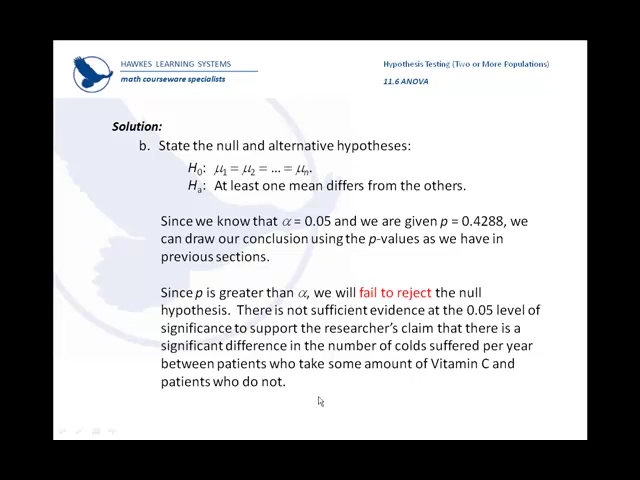 HAWKES LEARNING SYSTEMS
math courseware specialists
Hypothesis Testing (Two or More Populations)
11.6 ANOVA
Solution:
b. State the null and alternative hypotheses:
H₀: μ₁ = μ₂ = … = μₙ.
Hₐ: At least one mean differs from the others.
Since we know that α = 0.05 and we are given p = 0.4288, we
can draw our conclusion using the p-values as we have in
previous sections.
Since p is greater than α, we will fail to reject the null
hypothesis. There is not sufficient evidence at the 0.05 level of
significance to support the researcher's claim that there is a
significant difference in the number of colds suffered per year
between patients who take some amount of Vitamin C and
patients who do not.